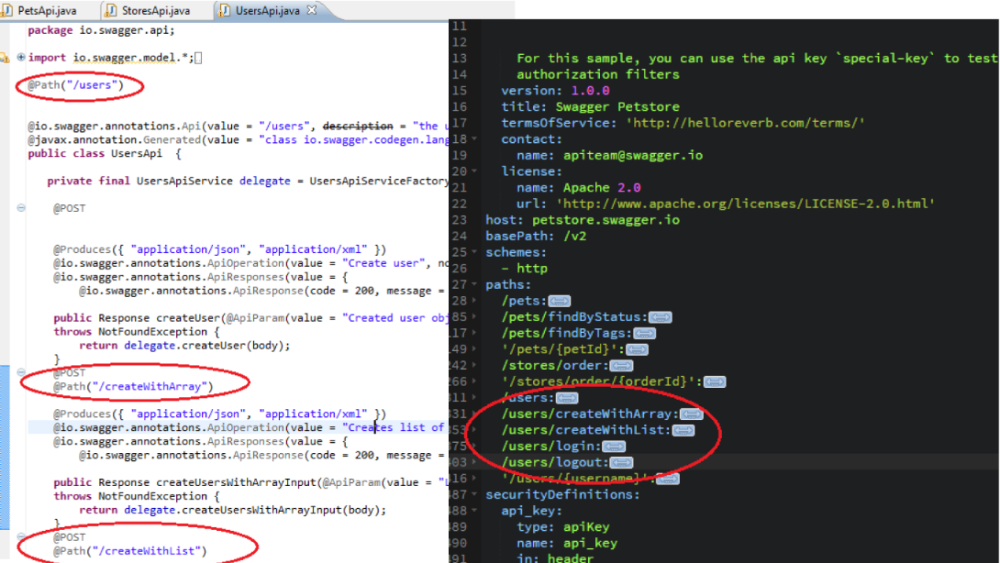 PetsApi.java StoresApi.java UsersApi.java
package io.swagger.api;
import io.swagger.model.*;
@Path("/users")
@io.swagger.annotations.Api(value = "/users", description = "the u
@javax.annotation.Generated(value = "class io.swagger.codegen.lang
public class UsersApi {
private final UsersApiService delegate = UsersApiServiceFactory
@POST
@Produces({ "application/json", "application/xml" })
@io.swagger.annotations.ApiOperation(value = "Create user", no
@io.swagger.annotations.ApiResponses(value = {
@io.swagger.annotations.ApiResponse(code = 200, message =
public Response createUser(@ApiParam(value = "Created user obj
throws NotFoundException {
return delegate.createUser(body);
}
@POST
@Path("/createWithArray")
@Produces({ "application/json", "application/xml" })
@io.swagger.annotations.ApiOperation(value = "Creates list of
@io.swagger.annotations.ApiResponses(value = {
@io.swagger.annotations.ApiResponse(code = 200, message =
public Response createUsersWithArrayInput(@ApiParam(value = "L
throws NotFoundException {
return delegate.createUsersWithArrayInput(body);
}
@POST
@Path("/createWithList")
11
12
13 For this sample, you can use the api key `special-key` to test
14 authorization filters
15 version: 1.0.0
16 title: Swagger Petstore
17 termsOfService: 'http://helloreverb.com/terms/'
18 contact:
19 name: apiteam@swagger.io
20 license:
21 name: Apache 2.0
22 url: 'http://www.apache.org/licenses/LICENSE-2.0.html'
23 host: petstore.swagger.io
24 basePath: /v2
25 schemes:
26 - http
27 paths:
28 /pets:
85 /pets/findByStatus:
117 /pets/findByTags:
149 '/pets/{petId}':
242 /stores/order:
266 '/stores/order/{orderId}':
311 /users:
331 /users/createWithArray:
353 /users/createWithList:
375 /users/login:
403 /users/logout:
416 '/users/{username}':
487 securityDefinitions:
488 api_key:
489 type: apiKey
490 name: api_key
491 in: header